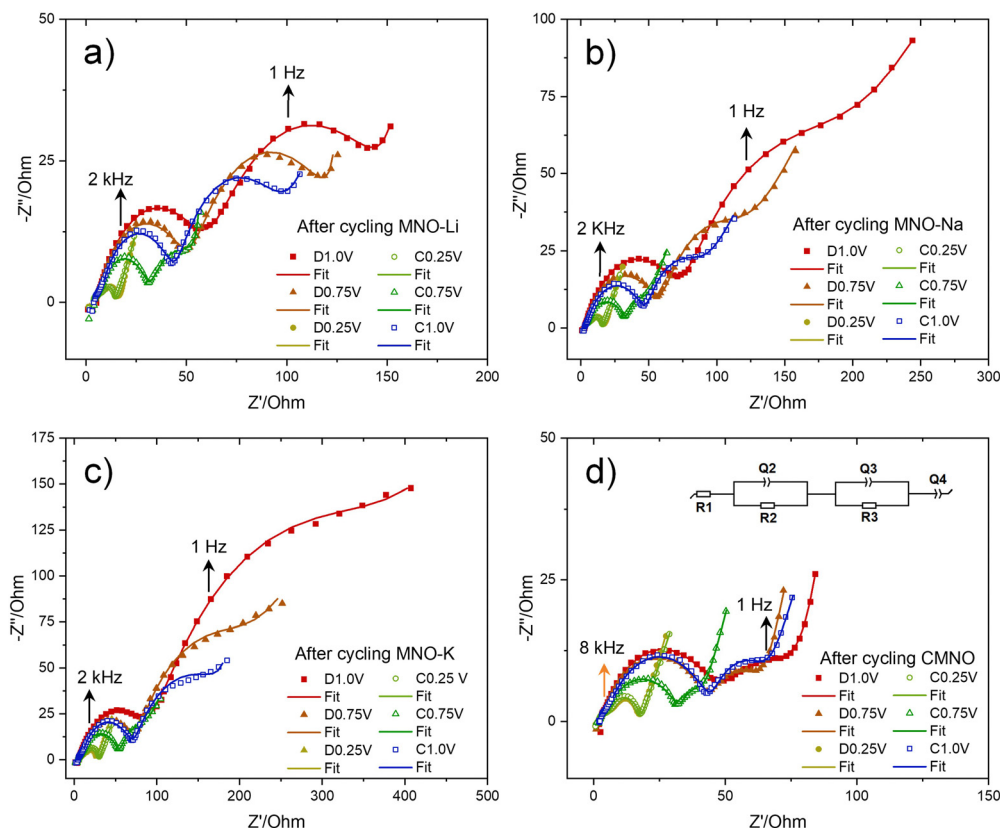 a)
50
25
0
-Z"/Ohm
2 kHz
1 Hz
After cycling MNO-Li
D1.0V C0.25V
Fit Fit
D0.75V C0.75V
Fit Fit
D0.25V C1.0V
Fit Fit
0 50 100 150 200
Z'/Ohm
b)
100
75
50
25
0
-Z"/Ohm
2 KHz
1 Hz
After cycling MNO-Na
D1.0V C0.25V
Fit Fit
D0.75V C0.75V
Fit Fit
D0.25V C1.0V
Fit Fit
0 50 100 150 200 250 300
Z'/Ohm
c)
175
150
125
100
75
50
25
0
-Z"/Ohm
2 kHz
1 Hz
After cycling MNO-K
D1.0V C0.25 V
Fit Fit
D0.75V C0.75V
Fit Fit
D0.25V C1.0V
Fit Fit
0 100 200 300 400 500
Z'/Ohm
d)
50
25
0
-Z"/Ohm
Q2 Q3 Q4
R1 R2 R3
8 kHz
1 Hz
After cycling CMNO
D1.0V C0.25V
Fit Fit
D0.75V C0.75V
Fit Fit
D0.25V C1.0V
Fit Fit
0 50 100 150
Z'/Ohm